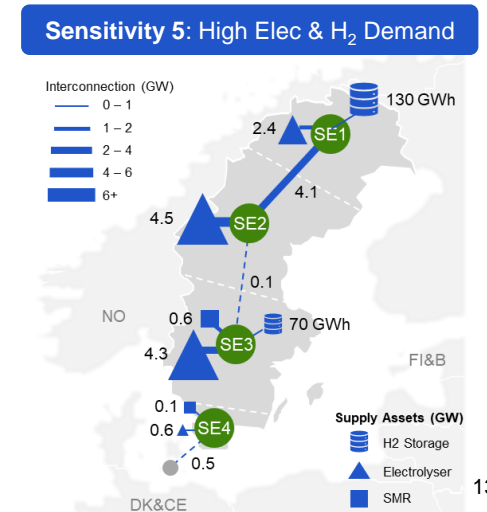 Sensitivity 5: High Elec & H₂ Demand
Interconnection (GW)
0 – 1
1 – 2
2 – 4
4 – 6
6+
130 GWh
2.4
SE1
4.1
4.5
SE2
0.1
NO
0.6
70 GWh
SE3
4.3
FI&B
0.1
0.6
SE4
0.5
DK&CE
Supply Assets (GW)
H2 Storage
Electrolyser
SMR